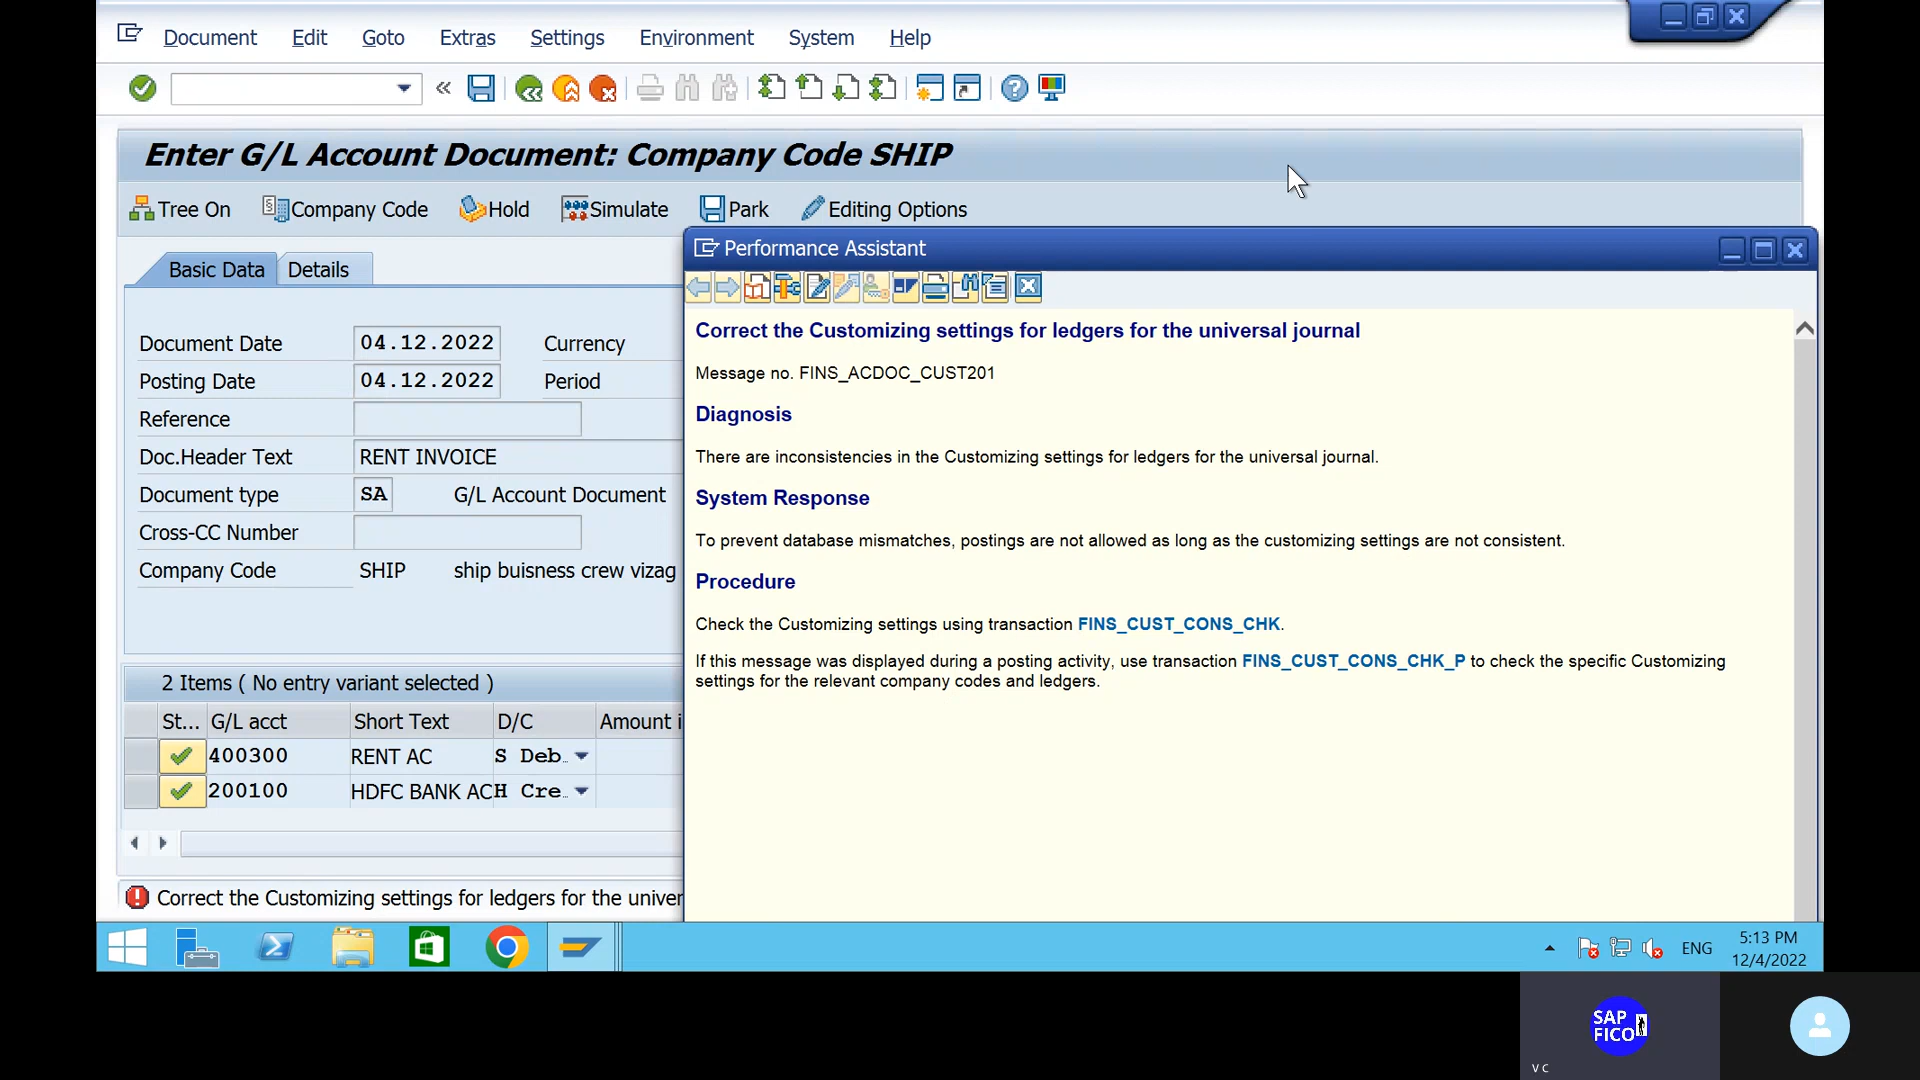 Document Edit Goto Extras Settings Environment System Help
Enter G/L Account Document: Company Code SHIP
Tree On Company Code Hold Simulate Park Editing Options
Basic Data Details
Document Date 04.12.2022 Currency
Posting Date 04.12.2022 Period
Reference
Doc.Header Text RENT INVOICE
Document type SA G/L Account Document
Cross-CC Number
Company Code SHIP ship buisness crew vizag
2 Items ( No entry variant selected )
St... G/L acct Short Text D/C Amount i
400300 RENT AC S Deb…
200100 HDFC BANK AC H Cre…
Correct the Customizing settings for ledgers for the univer
Performance Assistant
Correct the Customizing settings for ledgers for the universal journal
Message no. FINS_ACDOC_CUST201
Diagnosis
There are inconsistencies in the Customizing settings for ledgers for the universal journal.
System Response
To prevent database mismatches, postings are not allowed as long as the customizing settings are not consistent.
Procedure
Check the Customizing settings using transaction FINS_CUST_CONS_CHK.
If this message was displayed during a posting activity, use transaction FINS_CUST_CONS_CHK_P to check the specific Customizing
settings for the relevant company codes and ledgers.
ENG
5:13 PM
12/4/2022
SAP
FICO
V C